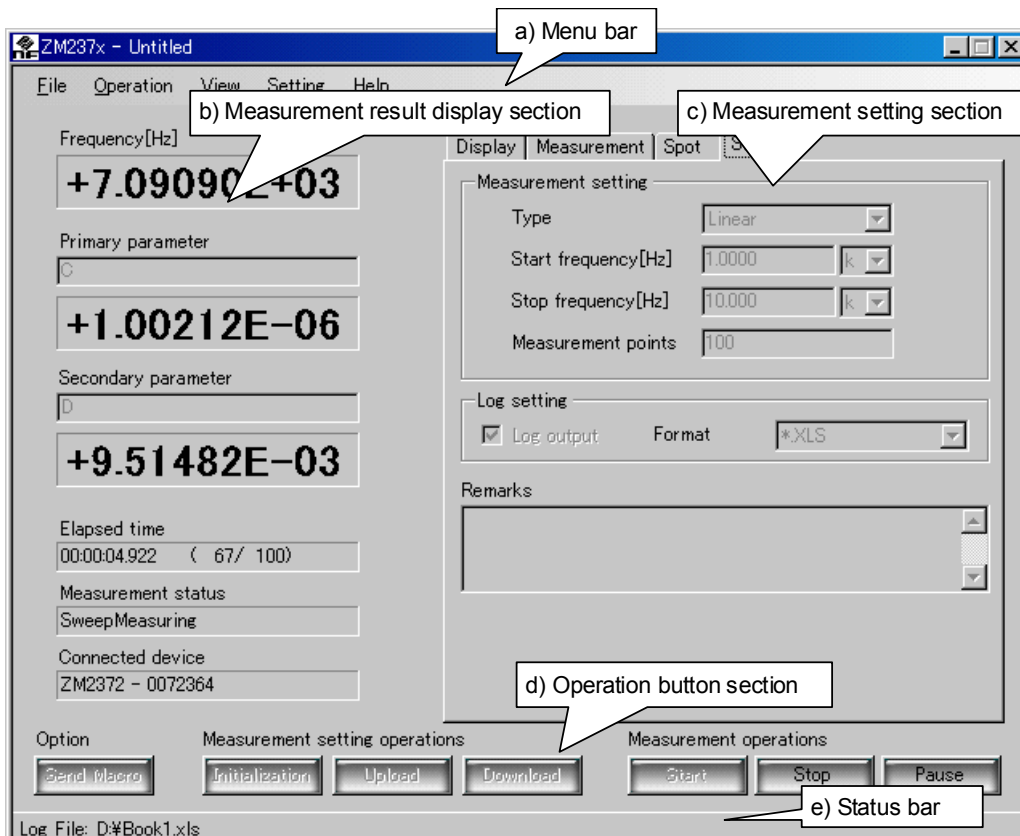 a) Menu bar
ZM237x - Untitled
File Operation View Setting Help
b) Measurement result display section
c) Measurement setting section
Frequency[Hz]
+7.09090E+03
Primary parameter
C
+1.00212E-06
Secondary parameter
D
+9.51482E-03
Elapsed time
00:00:04.922 ( 67/ 100)
Measurement status
SweepMeasuring
Connected device
ZM2372 - 0072364
Display Measurement Spot
Measurement setting
Type Linear
Start frequency[Hz] 1.0000 k
Stop frequency[Hz] 10.000 k
Measurement points 100
Log setting
Log output Format *.XLS
Remarks
d) Operation button section
Option Measurement setting operations Measurement operations
Send Macro Initialization Upload Download Start Stop Pause
e) Status bar
Log File: D:¥Book1.xls